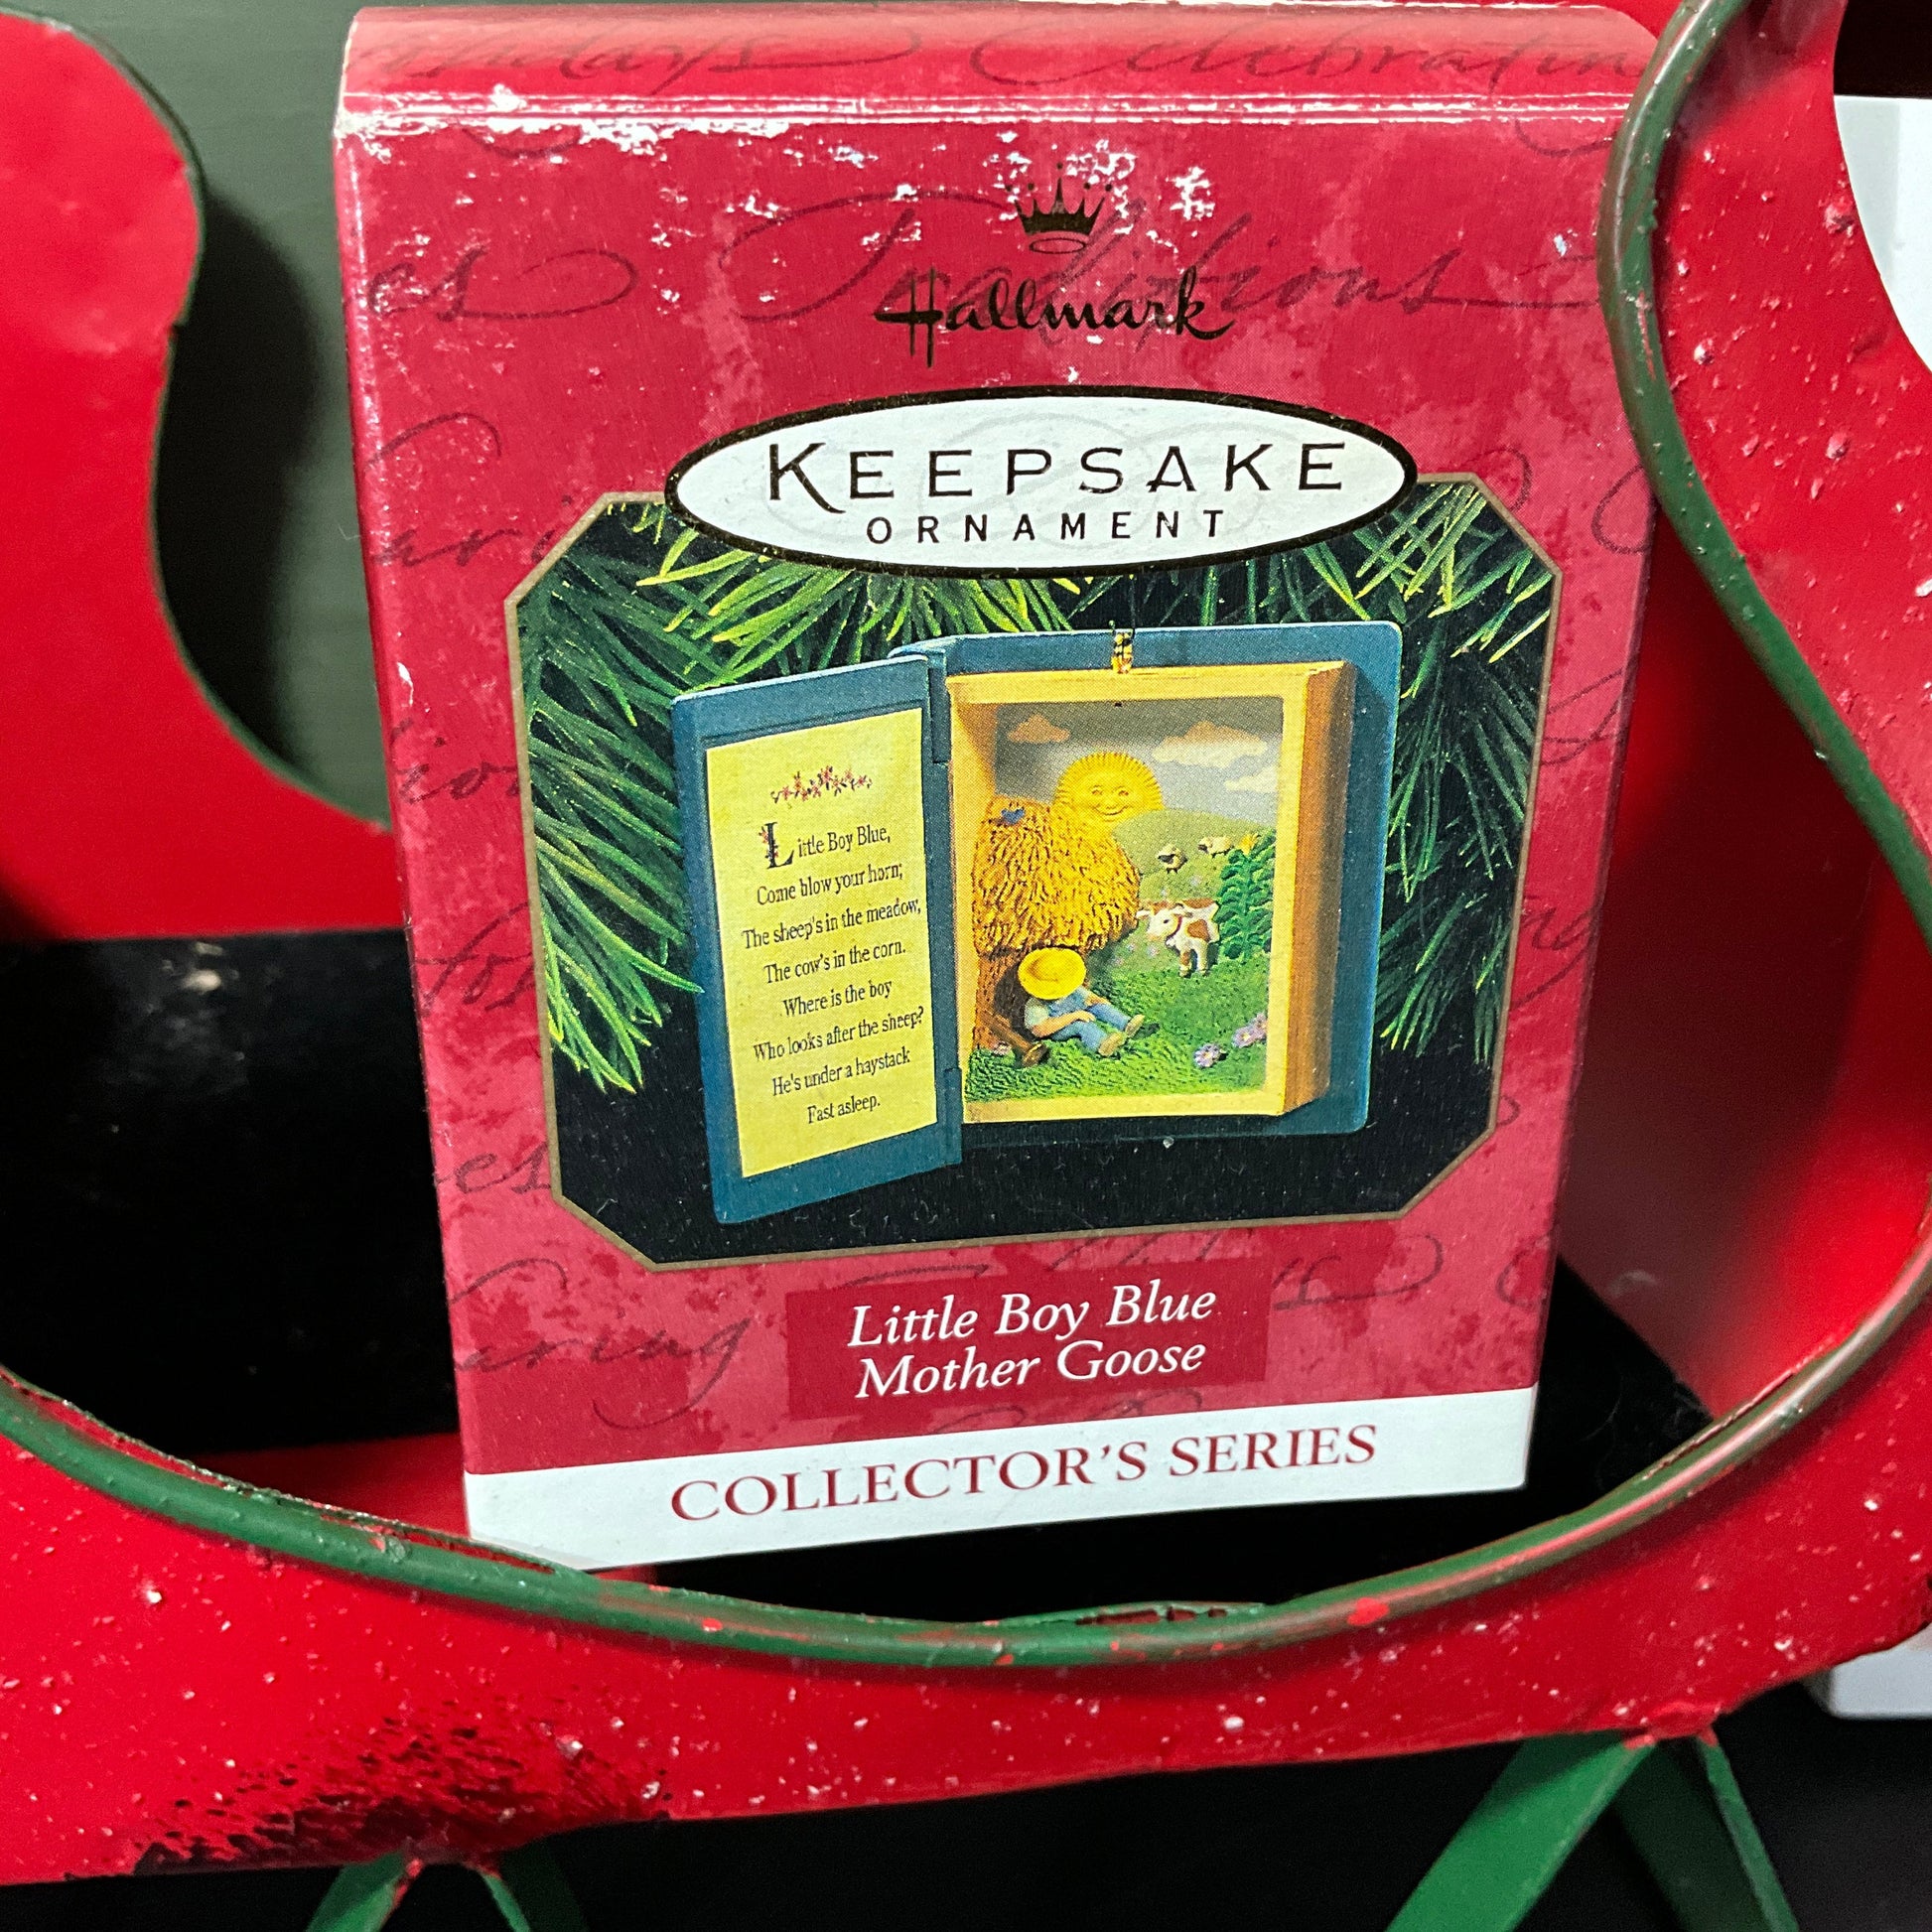 Celebrating
Traditions
Hallmark
KEEPSAKE
ORNAMENT
Little Boy Blue,
Come blow your horn;
The sheep's in the meadow,
The cow's in the corn.
Where is the boy
Who looks after the sheep?
He's under a haystack
Fast asleep.
Little Boy Blue
Mother Goose
COLLECTOR'S SERIES